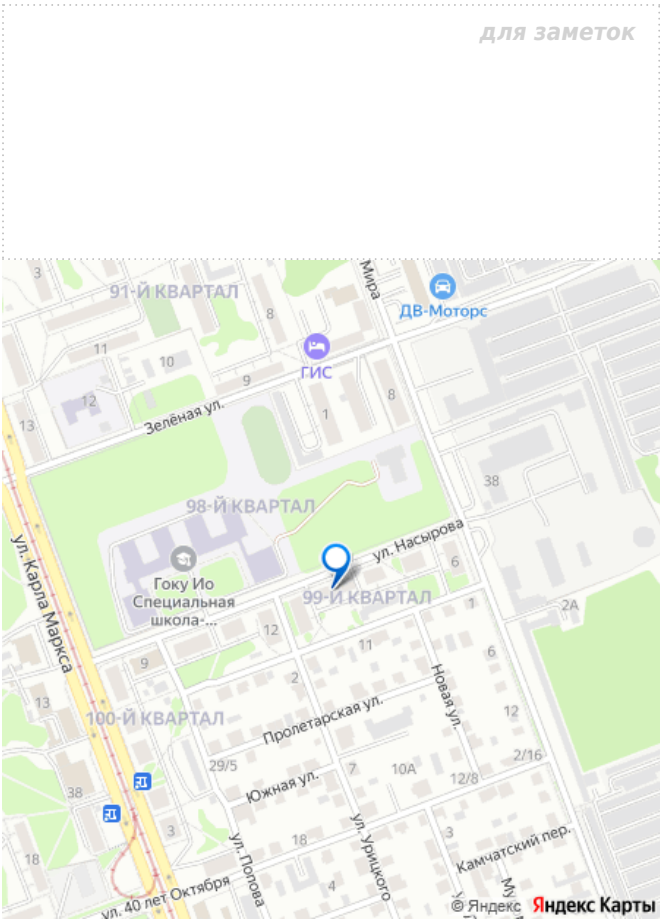 для заметок
3
91-Й КВАРТАЛ
Мира
ДВ-Моторс
8
11
10
ГИС
9
12
8
1
13
Зелёная ул.
38
98-Й КВАРТАЛ
ул. Насырова
ул. Карла Маркса
Гоку Ио
Специальная
школа-...
6
99-Й КВАРТАЛ
1
2А
12
11
6
9
2
Новая ул.
13
100-Й КВАРТАЛ
Пролетарская ул.
12
2/16
29/5
7
10А
12/8
38
Южная ул.
3
18
3
Камчатский пер.
18
ул. Попова
ул. Урицкого
4
ул. 40 лет Октября
Му
© Яндекс Яндекс Карты